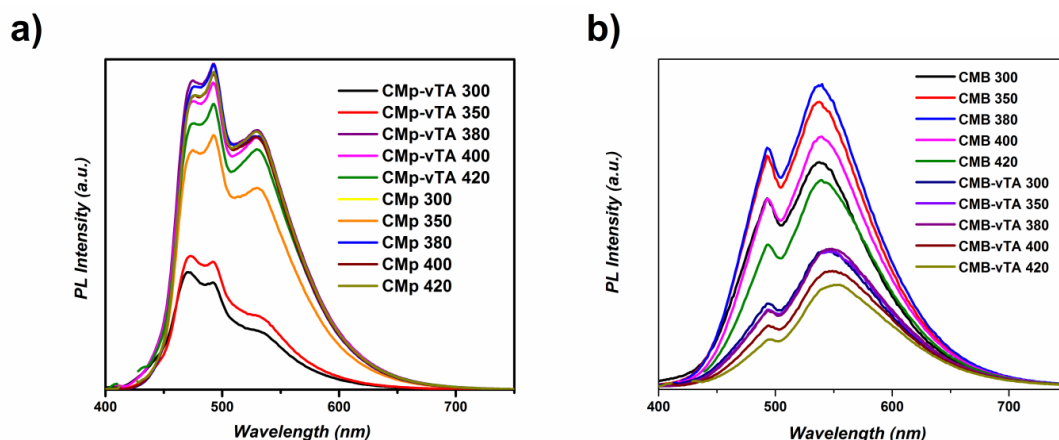 a)
PL Intensity (a.u.)
CMp-vTA 300
CMp-vTA 350
CMp-vTA 380
CMp-vTA 400
CMp-vTA 420
CMp 300
CMp 350
CMp 380
CMp 400
CMp 420
400 500 600 700
Wavelength (nm)
b)
PL Intensity (a.u.)
CMB 300
CMB 350
CMB 380
CMB 400
CMB 420
CMB-vTA 300
CMB-vTA 350
CMB-vTA 380
CMB-vTA 400
CMB-vTA 420
400 500 600 700
Wavelength (nm)